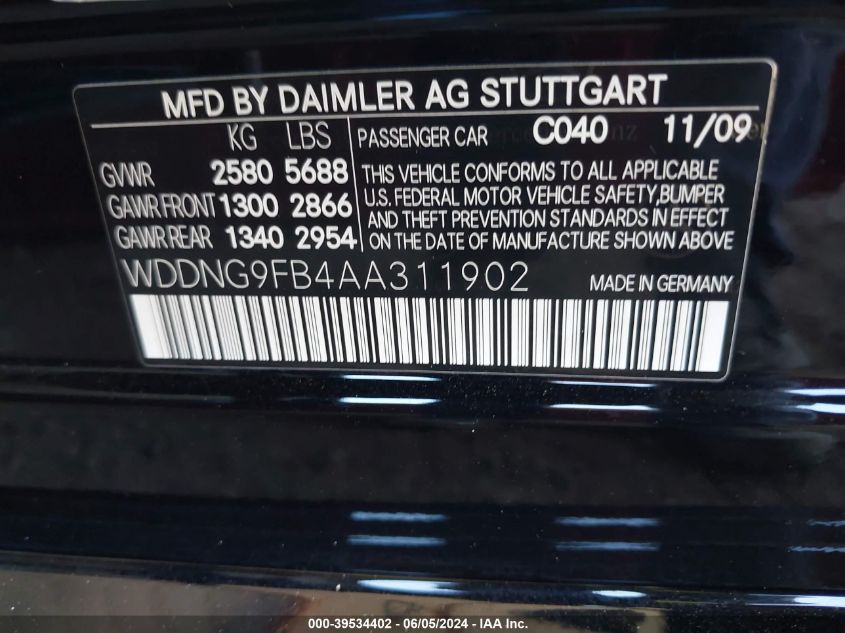 MFD BY DAIMLER AG STUTTGART
KG LBS
GVWR 2580 5688
GAWR FRONT 1300 2866
GAWR REAR 1340 2954
PASSENGER CAR C040 11/09
THIS VEHICLE CONFORMS TO ALL APPLICABLE
U.S. FEDERAL MOTOR VEHICLE SAFETY,BUMPER
AND THEFT PREVENTION STANDARDS IN EFFECT
ON THE DATE OF MANUFACTURE SHOWN ABOVE
WDDNG9FB4AA311902 MADE IN GERMANY
000-39534402 - 06/05/2024 - IAA Inc.